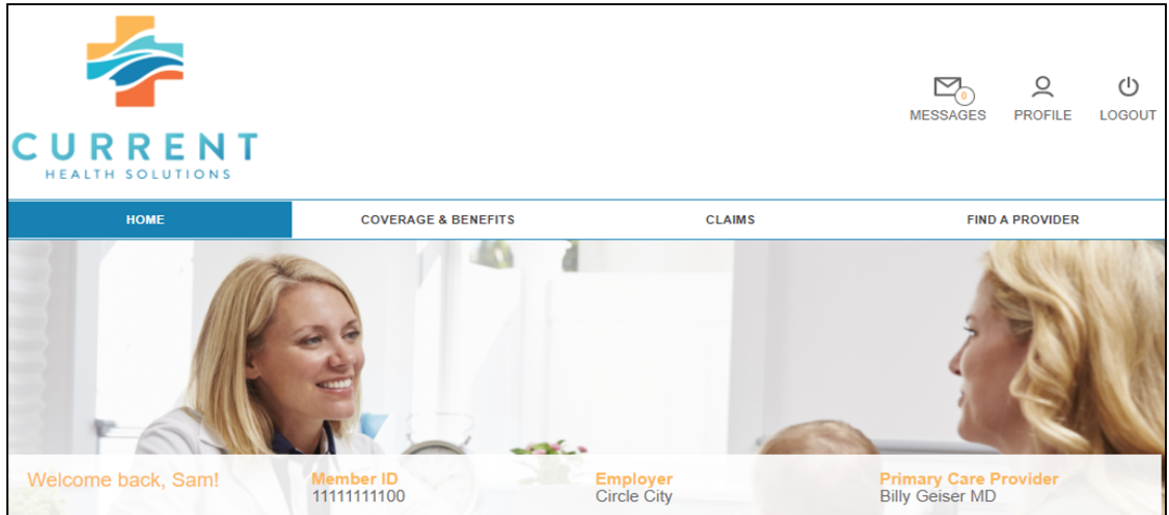 CURRENT
HEALTH SOLUTIONS
0
MESSAGES PROFILE LOGOUT
HOME COVERAGE & BENEFITS CLAIMS FIND A PROVIDER
Welcome back, Sam!
Member ID
11111111100
Employer
Circle City
Primary Care Provider
Billy Geiser MD